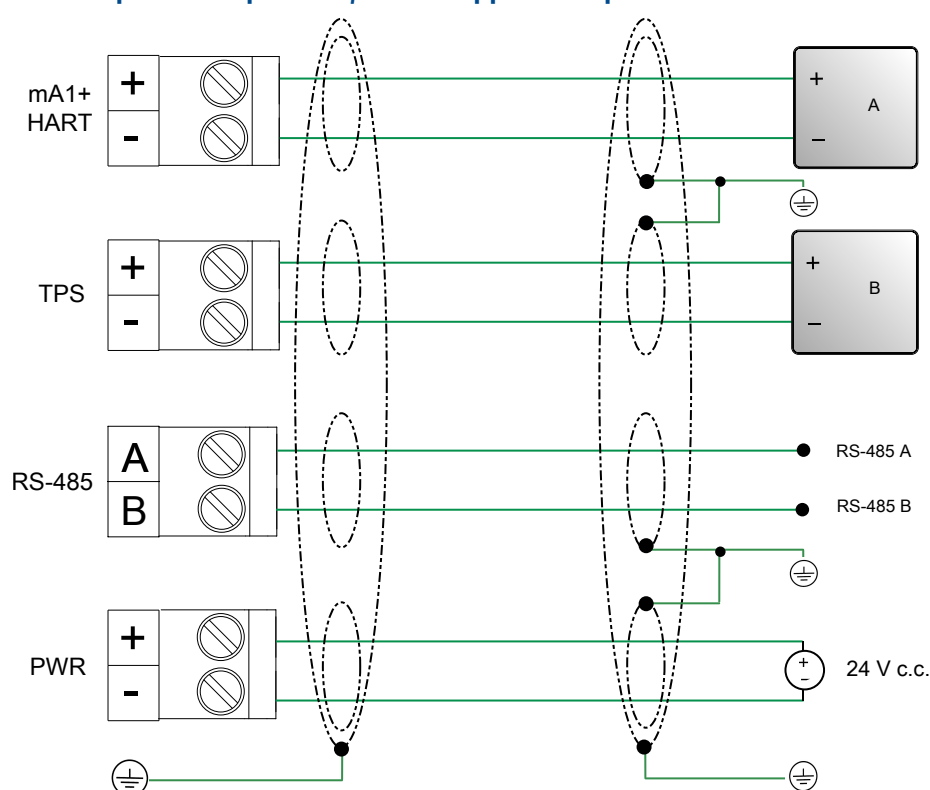 mA1+
HART
+
-
+
–
A
TPS
+
-
+
–
B
RS-485
A
B
RS-485 A
RS-485 B
PWR
+
-
+
–
24 V c.c.